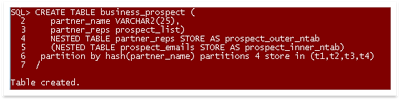 SQL> CREATE TABLE business_prospect (
2 partner_name VARCHAR2(25),
3 partner_reps prospect_list)
4 NESTED TABLE partner_reps STORE AS prospect_outer_ntab
5 (NESTED TABLE prospect_emails STORE AS prospect_inner_ntab)
6 partition by hash(partner_name) partitions 4 store in (t1,t2,t3,t4)
7 /
Table created.